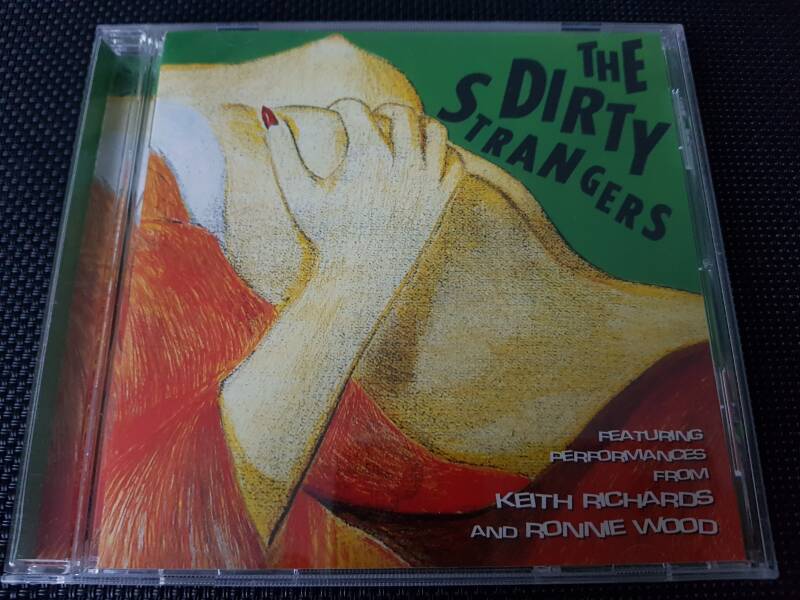 THE
DIRTY
STRANGERS
FEATURING
PERFORMANCES
FROM
KEITH RICHARDS
AND RONNIE WOOD